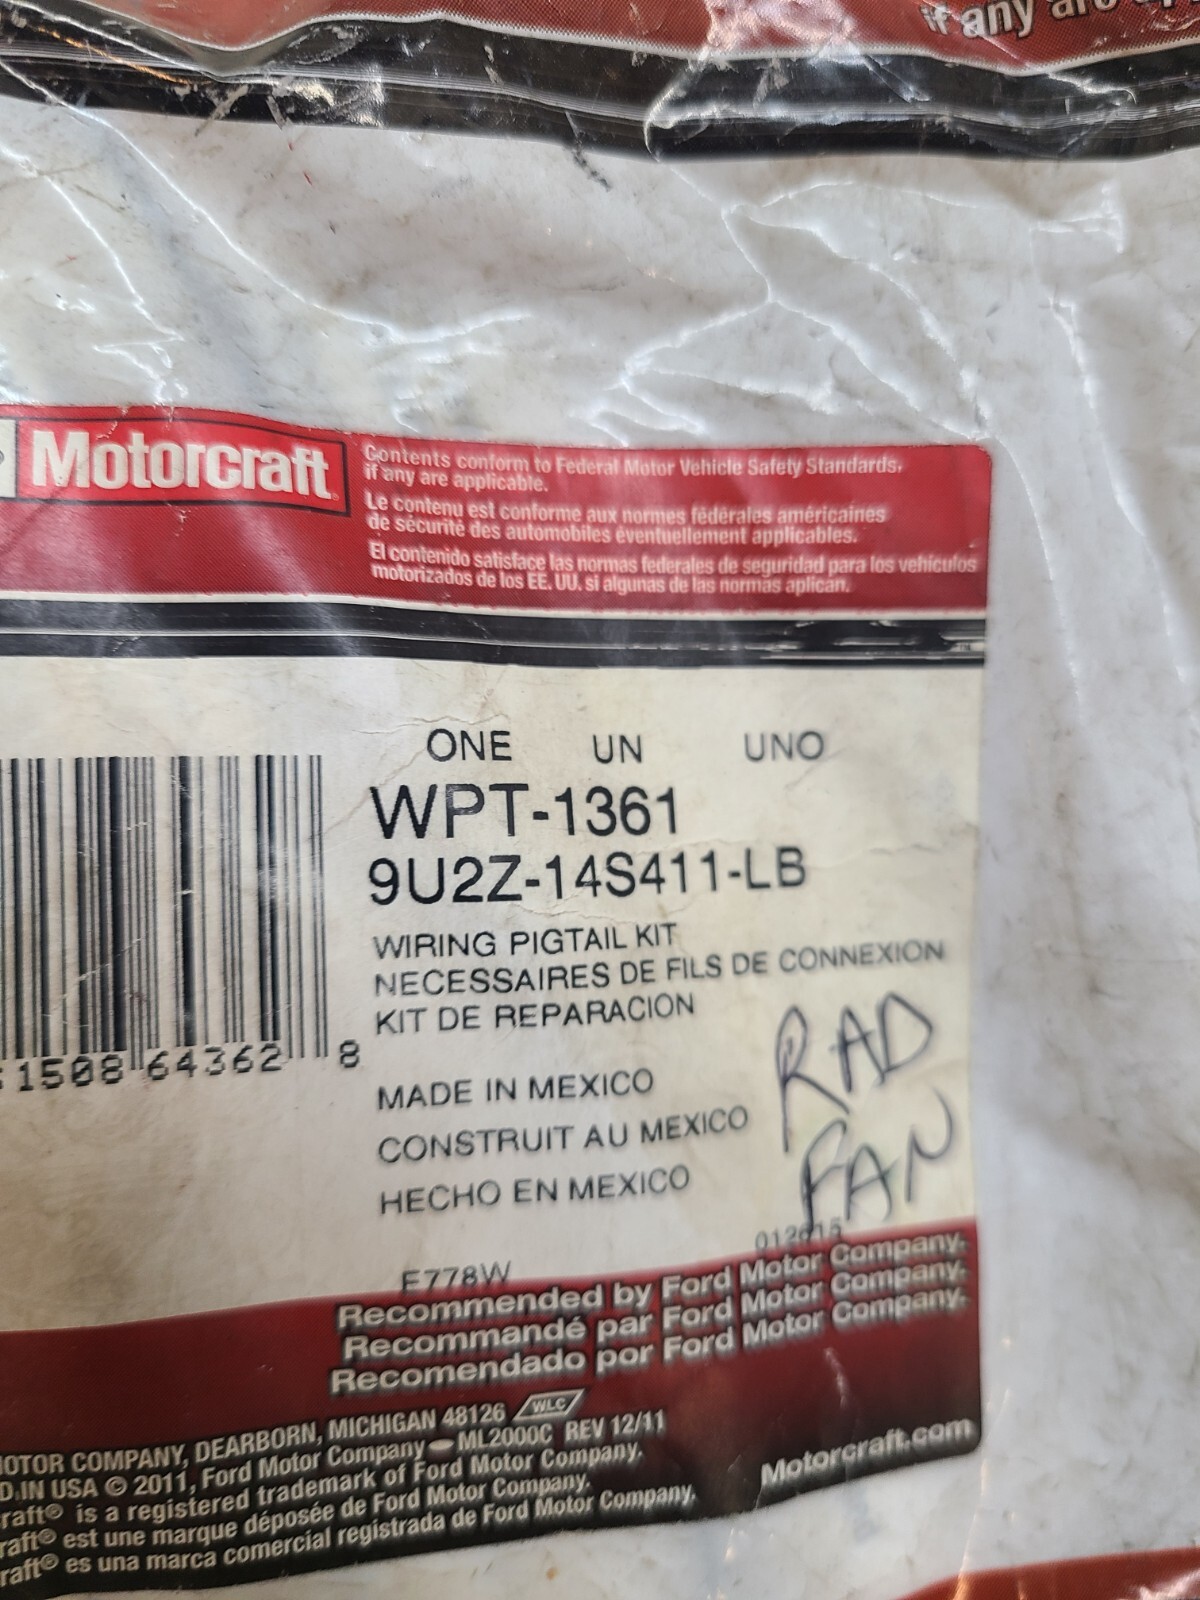 if any are
Motorcraft
Contents conform to Federal Motor Vehicle Safety Standards,
if any are applicable.
Le contenu est conforme aux normes fédérales américaines
de sécurité des automobiles éventuellement applicables.
El contenido satisface las normas federales de seguridad para los vehículos
motorizados de los EE. UU. si algunas de las normas aplican.
ONE UN UNO
WPT-1361
9U2Z-14S411-LB
WIRING PIGTAIL KIT
NECESSAIRES DE FILS DE CONNEXION
KIT DE REPARACION
1508 64362 8
MADE IN MEXICO
CONSTRUIT AU MEXICO
HECHO EN MEXICO
RAD
FAN
E778W
Recommended by Ford Motor Company.
Recommandé par Ford Motor Company.
Recomendado por Ford Motor Company.
OTOR COMPANY, DEARBORN, MICHIGAN 48126 WLC
D IN USA © 2011, Ford Motor Company ML2000C REV 12/11
raft® is a registered trademark of Ford Motor Company.
raft® est une marque déposée de Ford Motor Company.
raft® es una marca comercial registrada de Ford Motor Company.
Motorcraft.com